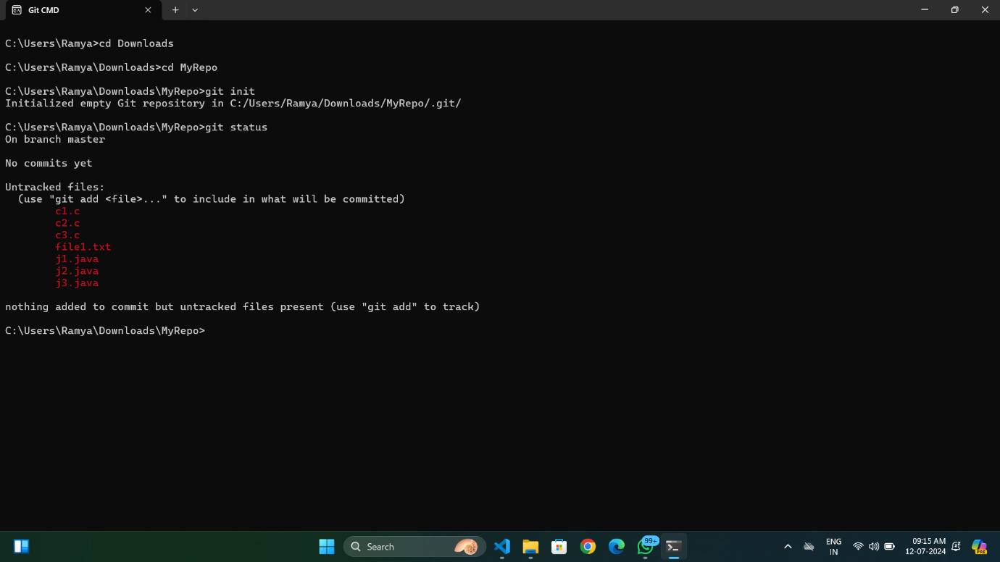 Git CMD
C:\Users\Ramya>cd Downloads
C:\Users\Ramya\Downloads>cd MyRepo
C:\Users\Ramya\Downloads\MyRepo>git init
Initialized empty Git repository in C:/Users/Ramya/Downloads/MyRepo/.git/
C:\Users\Ramya\Downloads\MyRepo>git status
On branch master
No commits yet
Untracked files:
  (use "git add <file>..." to include in what will be committed)
        c1.c
        c2.c
        c3.c
        file1.txt
        j1.java
        j2.java
        j3.java
nothing added to commit but untracked files present (use "git add" to track)
C:\Users\Ramya\Downloads\MyRepo>
Search
99+
ENG
IN
09:15 AM
12-07-2024
PRE